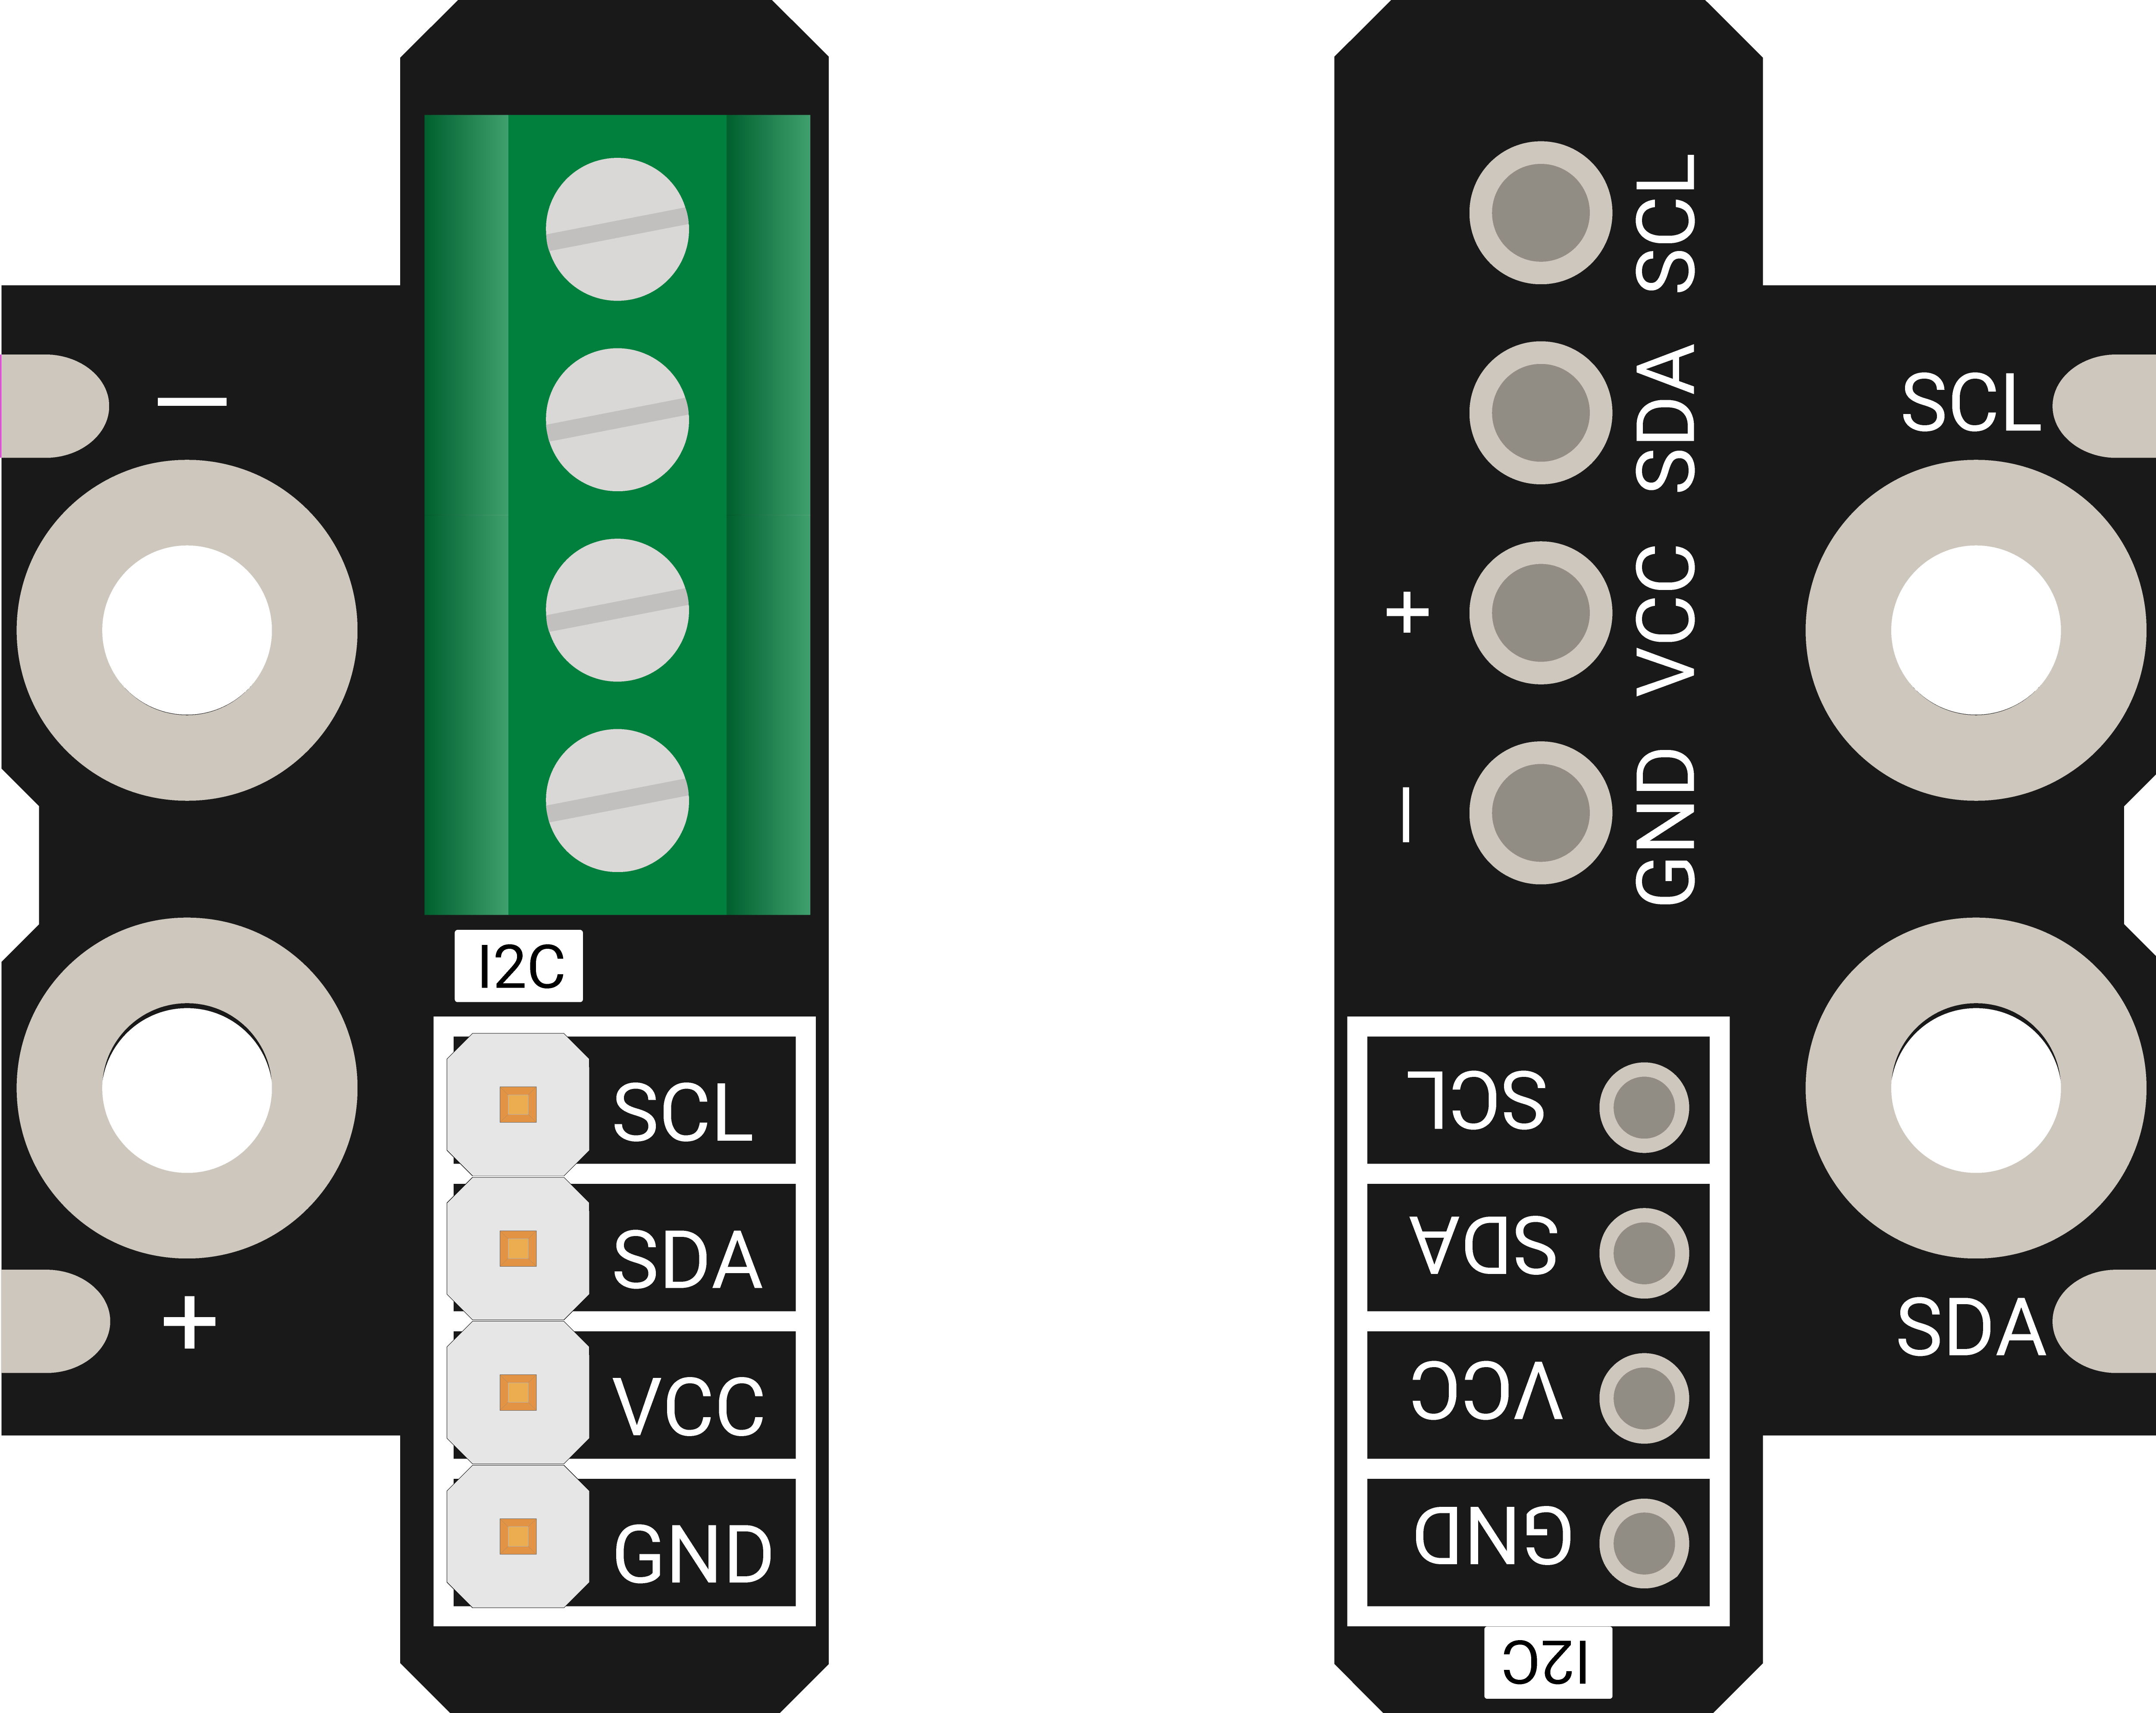 —
I2C
SCL
SDA
VCC
GND
+
SCL
SDA
+ VCC
— GND
SCL
SCL
SDA
VCC
GND
I2C
SDA